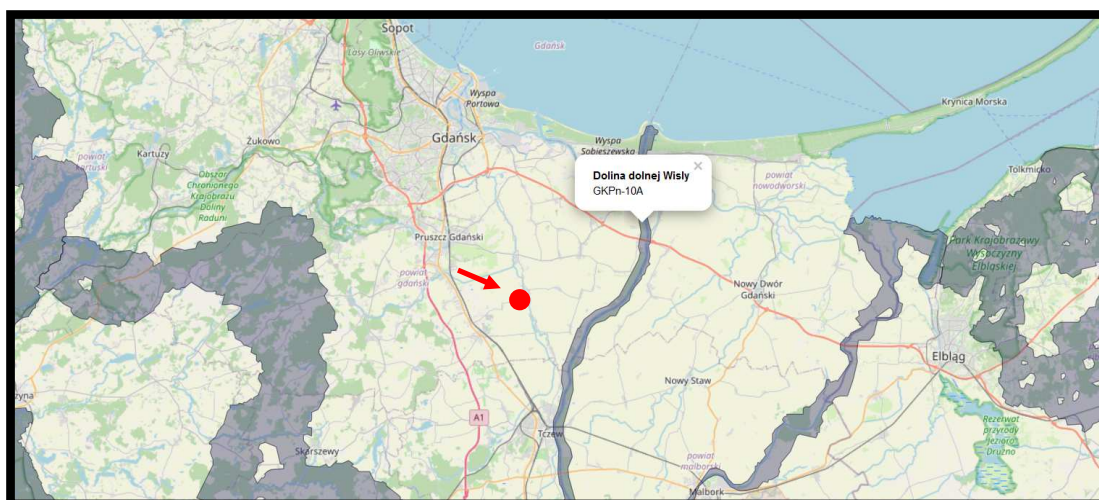 Sopot
Gdańsk
Lasy Oliwskie
Wyspa
Portowa
Krynica Morska
Gdańsk
Żukowo
Kartuzy
powiat
kartuski
Wyspa
Sobieszewska
Dolina dolnej Wisly
GKPn-10A
×
powiat
nowodworski
Tolkmicko
Obszar
Chronionego
Krajobrazu
Doliny
Raduni
Pruszcz Gdański
powiat
gdański
Park Krajobrazowy
Wysoczyzny
Elbląskiej
Nowy Dwór
Gdański
Elbląg
Nowy Staw
A1
Tczew
Skarszewy
Rezerwat
przyrody
Jezioro
Drużno
powiat
malborski
Malbork